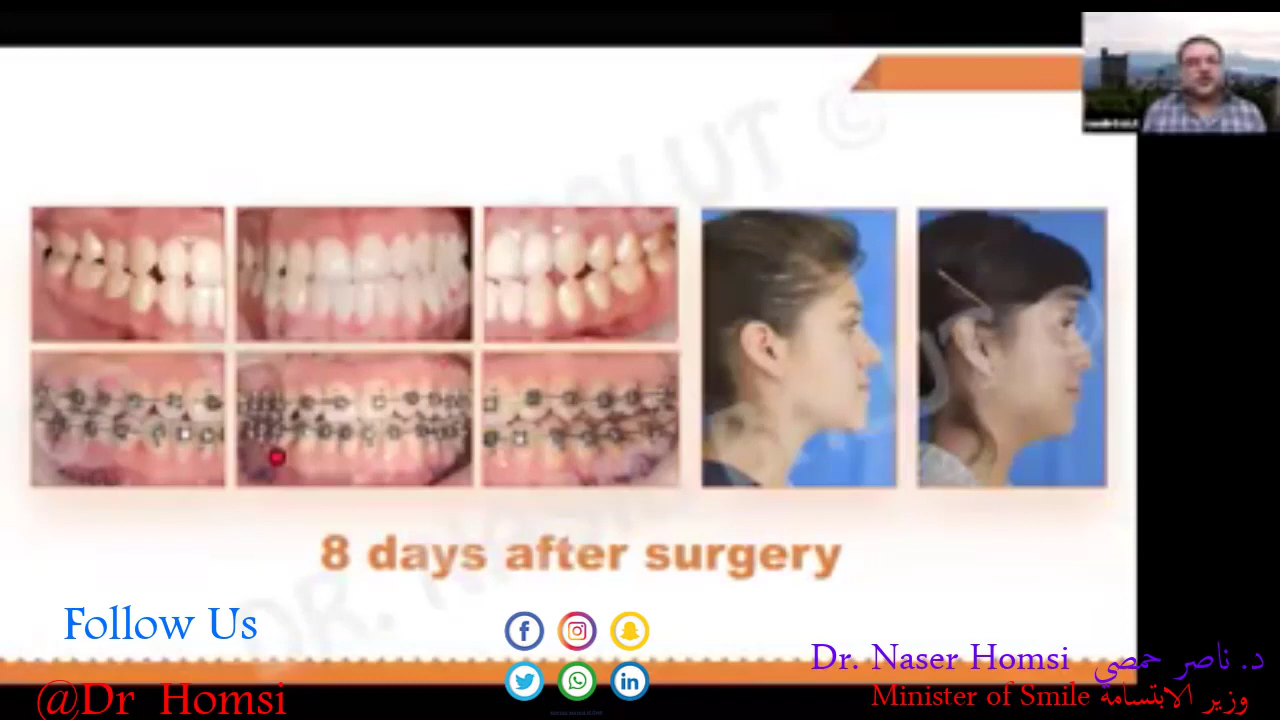 8 days after surgery
Follow Us
@Dr Homsi
Dr. Naser Homsi د. ناصر حمصي
Minister of Smile وزير الابتسامة